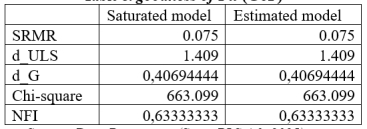 Saturated model Estimated model
SRMR 0.075 0.075
d_ULS 1.409 1.409
d_G 0,40694444 0,40694444
Chi-square 663.099 663.099
NFI 0,63333333 0,63333333